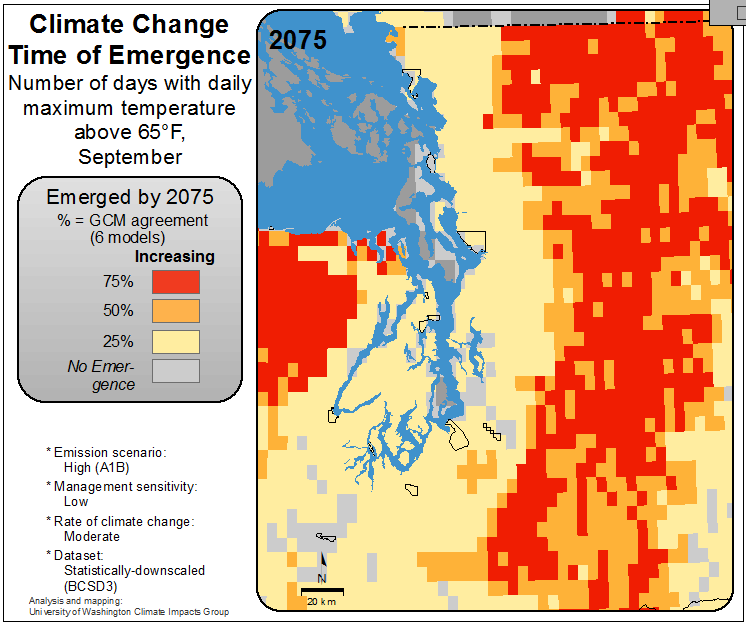 Climate Change
Time of Emergence
Number of days with daily
maximum temperature
above 65°F,
September
Emerged by 2075
% = GCM agreement
(6 models)
Increasing
75%
50%
25%
No Emer-
gence
* Emission scenario:
High (A1B)
* Management sensitivity:
Low
* Rate of climate change:
Moderate
* Dataset:
Statistically-downscaled
(BCSD3)
Analysis and mapping:
University of Washington Climate Impacts Group
2075
N
20 km